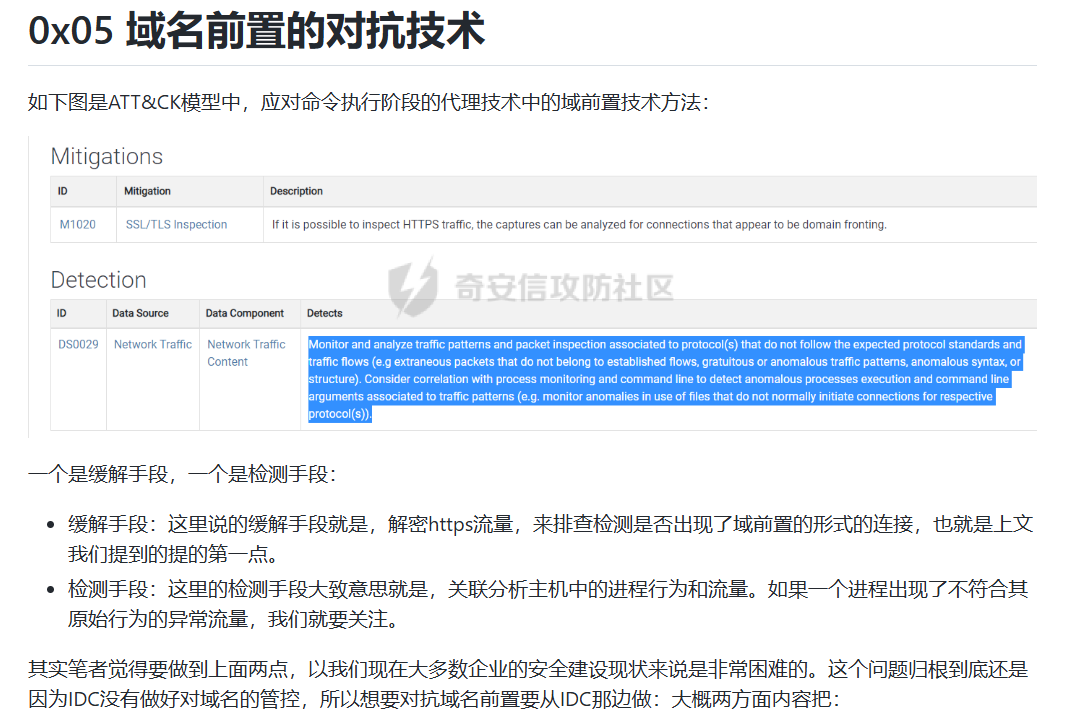 0x05 域名前置的对抗技术
如下图是ATT&CK模型中，应对命令执行阶段的代理技术中的域前置技术方法：
Mitigations
ID Mitigation Description
M1020 SSL/TLS Inspection If it is possible to inspect HTTPS traffic, the captures can be analyzed for connections that appear to be domain fronting.
奇安信攻防社区
Detection
ID Data Source Data Component Detects
DS0029 Network Traffic Network Traffic Content Monitor and analyze traffic patterns and packet inspection associated to protocol(s) that do not follow the expected protocol standards and
traffic flows (e.g extraneous packets that do not belong to established flows, gratuitous or anomalous traffic patterns, anomalous syntax, or
structure). Consider correlation with process monitoring and command line to detect anomalous processes execution and command line
arguments associated to traffic patterns (e.g. monitor anomalies in use of files that do not normally initiate connections for respective
protocol(s)).
一个是缓解手段，一个是检测手段：
• 缓解手段：这里说的缓解手段就是，解密https流量，来排查检测是否出现了域前置的形式的连接，也就是上文
我们提到的提的第一点。
• 检测手段：这里的检测手段大致意思就是，关联分析主机中的进程行为和流量。如果一个进程出现了不符合其
原始行为的异常流量，我们就要关注。
其实笔者觉得要做到上面两点，以我们现在大多数企业的安全建设现状来说是非常困难的。这个问题归根到底还是
因为IDC没有做好对域名的管控，所以想要对抗域名前置要从IDC那边做：大概两方面内容把：